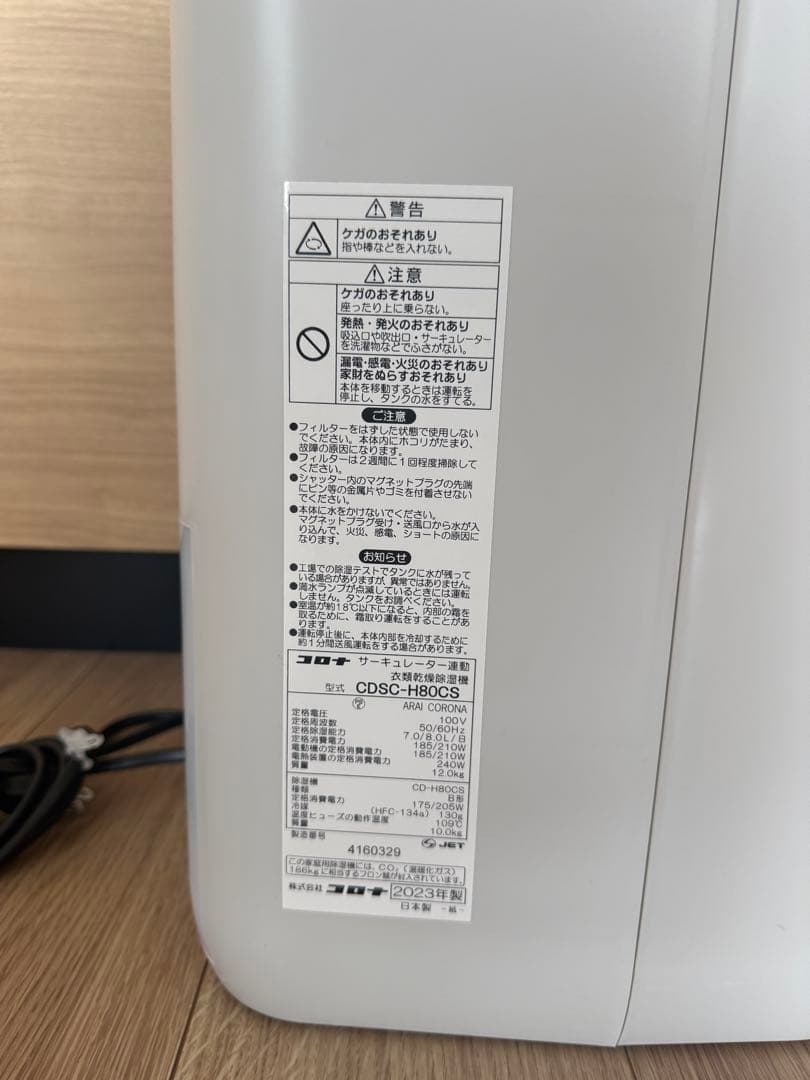 ⚠警告
ケガのおそれあり
指や棒などを入れない。
⚠注意
ケガのおそれあり
座ったり上に乗らない。
発熱・発火のおそれあり
吸込口や吹出口・サーキュレーター
を洗濯物などでふさがない。
漏電・感電・火災のおそれあり
家財をぬらすおそれあり
本体を移動するときは運転を
停止し、タンクの水をすてる。
ご注意
●フィルターをはずした状態で使用しない
でください。本体内にホコリがたまり、
故障の原因になります。
●フィルターは2週間に1回程度掃除して
ください。
●シャッター内のマグネットプラグの先端
にピン等の金属片やゴミを付着させない
でください。
●本体に水をかけないでください。
マグネットプラグ受け・送風口から水が入
り込んで、火災、感電、ショートの原因に
なります。
お知らせ
●工場での除湿テストでタンクに水が残って
いる場合がありますが、異常ではありません。
●満水ランプが点滅しているときには運転
しません。タンクをお調べください。
●室温が約18℃以下になると、内部の霜を
取るために、霜取り運転をすることがあ
ります。
●運転停止後に、本体内部を冷却するために
約1分間送風運転をする場合があります。
コロナ サーキュレーター連動
衣類乾燥除湿機
型式 CDSC-H80CS
ARAI CORONA
定格電圧 100V
定格周波数 50/60Hz
定格除湿能力 7.0/8.0L/日
定格消費電力 185/210W
電動機の定格消費電力 185/210W
電熱装置の定格消費電力 240W
質量 12.0kg
除湿機 CD-H80CS
種類 B形
定格消費電力 175/205W
冷媒 (HFC-134a) 130g
温度ヒューズの動作温度 109℃
質量 10.0kg
製造番号 JET
4160329
この家庭用除湿機には、CO₂(温暖化ガス)
186kgに相当するフロン類が封入されています。
株式会社 コロナ 2023年製
日本製